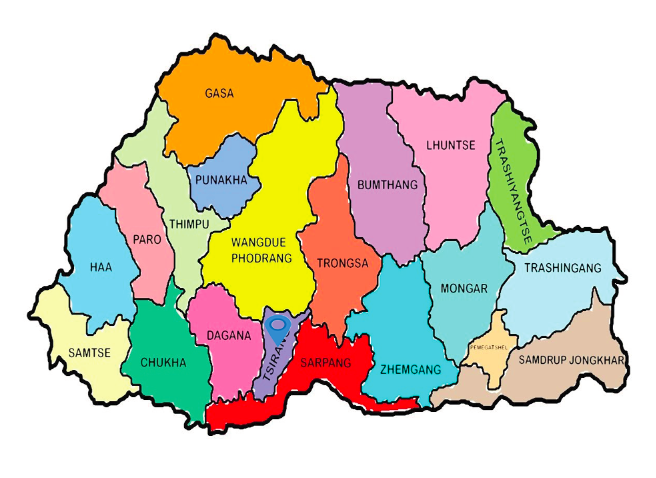 GASA
LHUNTSE
TRASHIYANGTSE
PUNAKHA
BUMTHANG
THIMPU
PARO
WANGDUE
PHODRANG
HAA
TRONGSA
TRASHINGANG
MONGAR
DAGANA
TSIRANG
SAMTSE
CHUKHA
SARPANG
ZHEMGANG
PEMEGATSHEL
SAMDRUP JONGKHAR